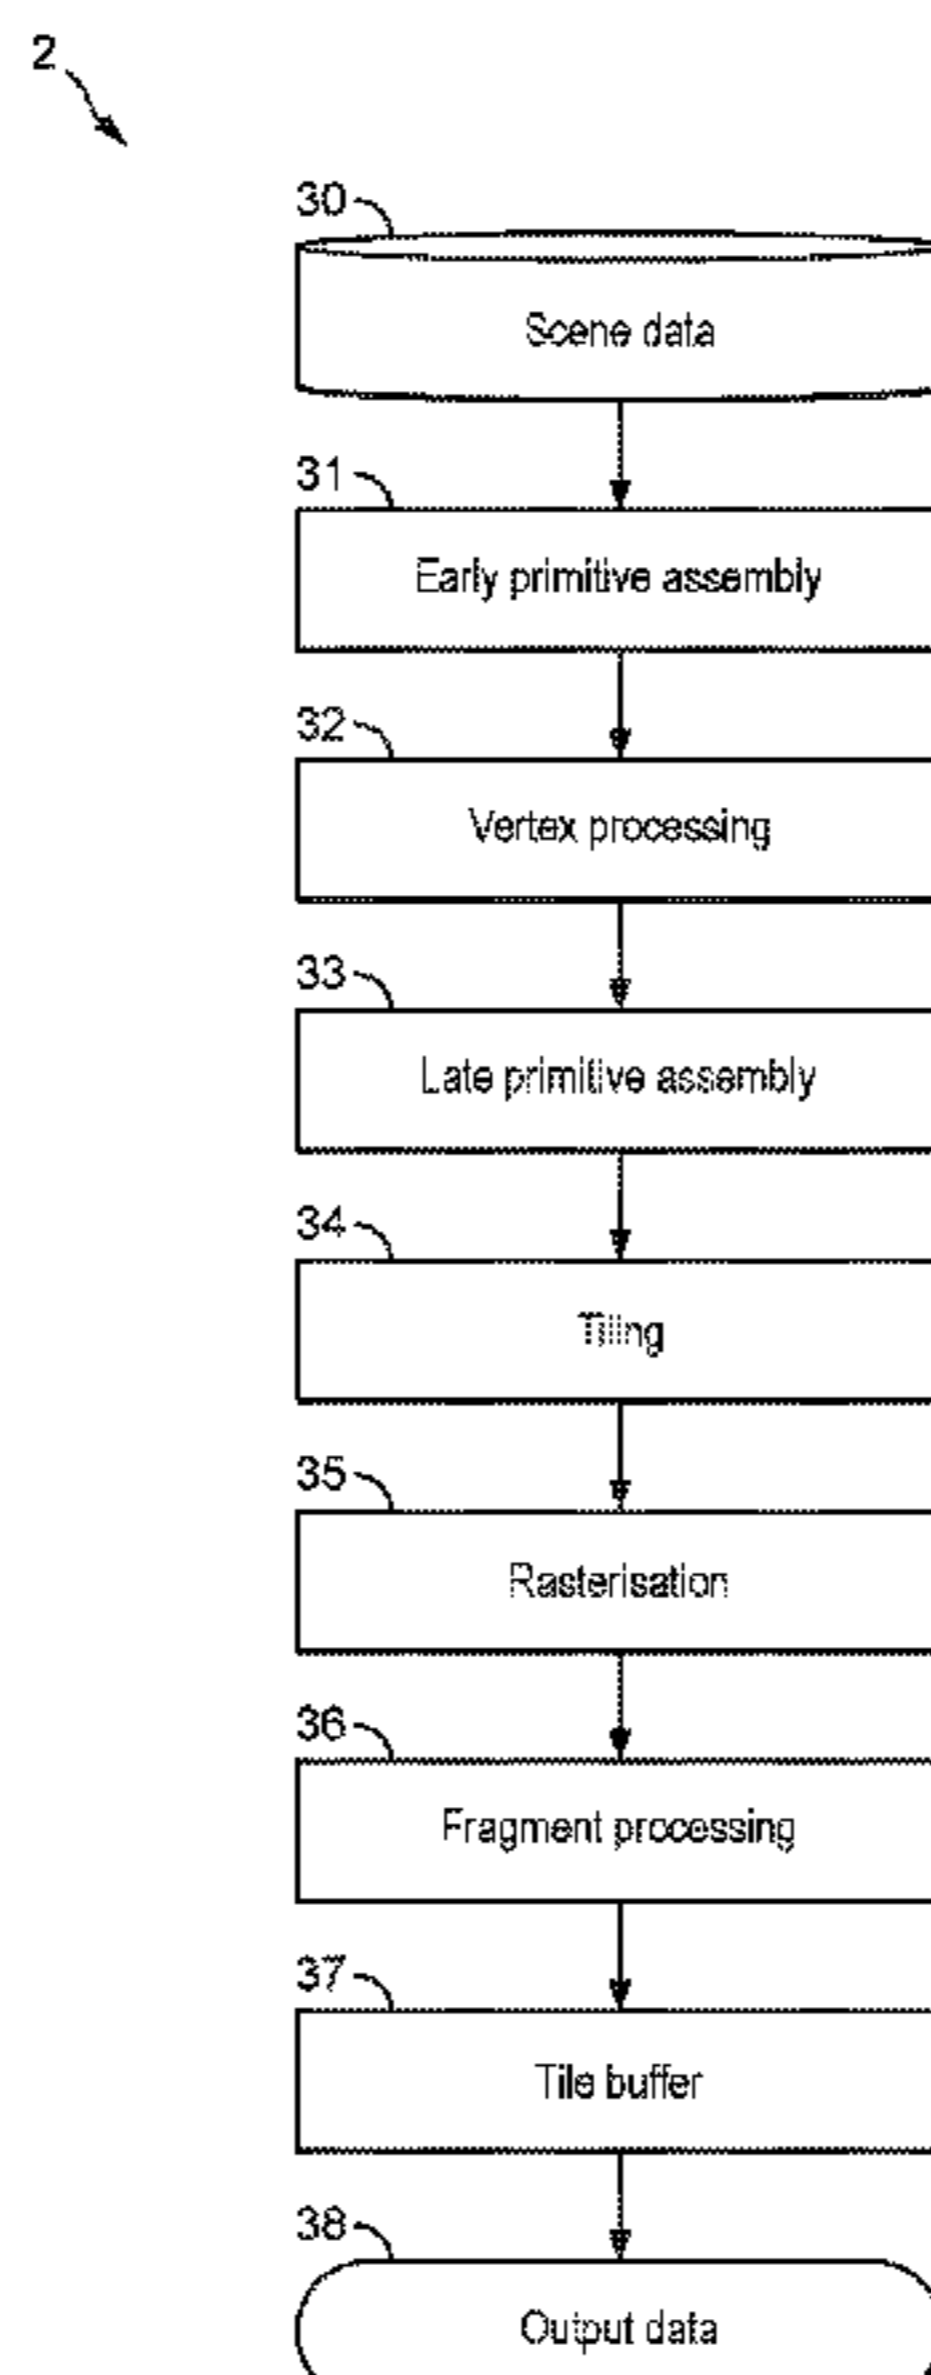 2
30
Scene data
31
Early primitive assembly
32
Vertex processing
33
Late primitive assembly
34
Tiling
35
Rasterisation
36
Fragment processing
37
Tile buffer
38
Output data